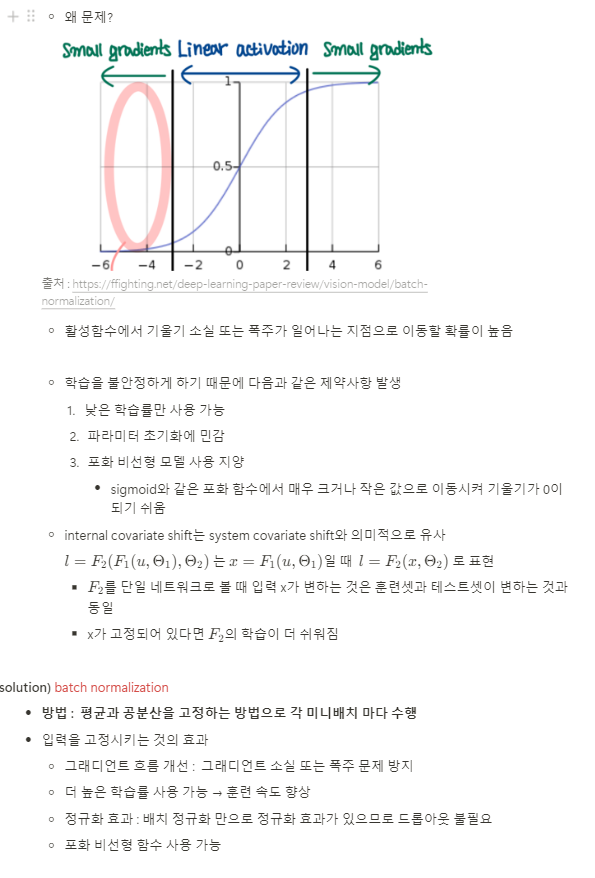 왜 문제?
Small gradients Linear activation Small gradients
1
0.5
0
−6 −4 −2 0 2 4 6
출처 : https://ffighting.net/deep-learning-paper-review/vision-model/batch-
normalization/
활성함수에서 기울기 소실 또는 폭주가 일어나는 지점으로 이동할 확률이 높음
학습을 불안정하게 하기 때문에 다음과 같은 제약사항 발생
1. 낮은 학습률만 사용 가능
2. 파라미터 초기화에 민감
3. 포화 비선형 모델 사용 지양
sigmoid와 같은 포화 함수에서 매우 크거나 작은 값으로 이동시켜 기울기가 0이
되기 쉬움
internal covariate shift는 system covariate shift와 의미적으로 유사
l = F₂(F₁(u, Θ₁), Θ₂) 는 x = F₁(u, Θ₁)일 때 l = F₂(x, Θ₂) 로 표현
F₂를 단일 네트워크로 볼 때 입력 x가 변하는 것은 훈련셋과 테스트셋이 변하는 것과
동일
x가 고정되어 있다면 F₂의 학습이 더 쉬워짐
solution) batch normalization
방법 : 평균과 공분산을 고정하는 방법으로 각 미니배치 마다 수행
입력을 고정시키는 것의 효과
그래디언트 흐름 개선 : 그래디언트 소실 또는 폭주 문제 방지
더 높은 학습률 사용 가능 → 훈련 속도 향상
정규화 효과 : 배치 정규화 만으로 정규화 효과가 있으므로 드롭아웃 불필요
포화 비선형 함수 사용 가능